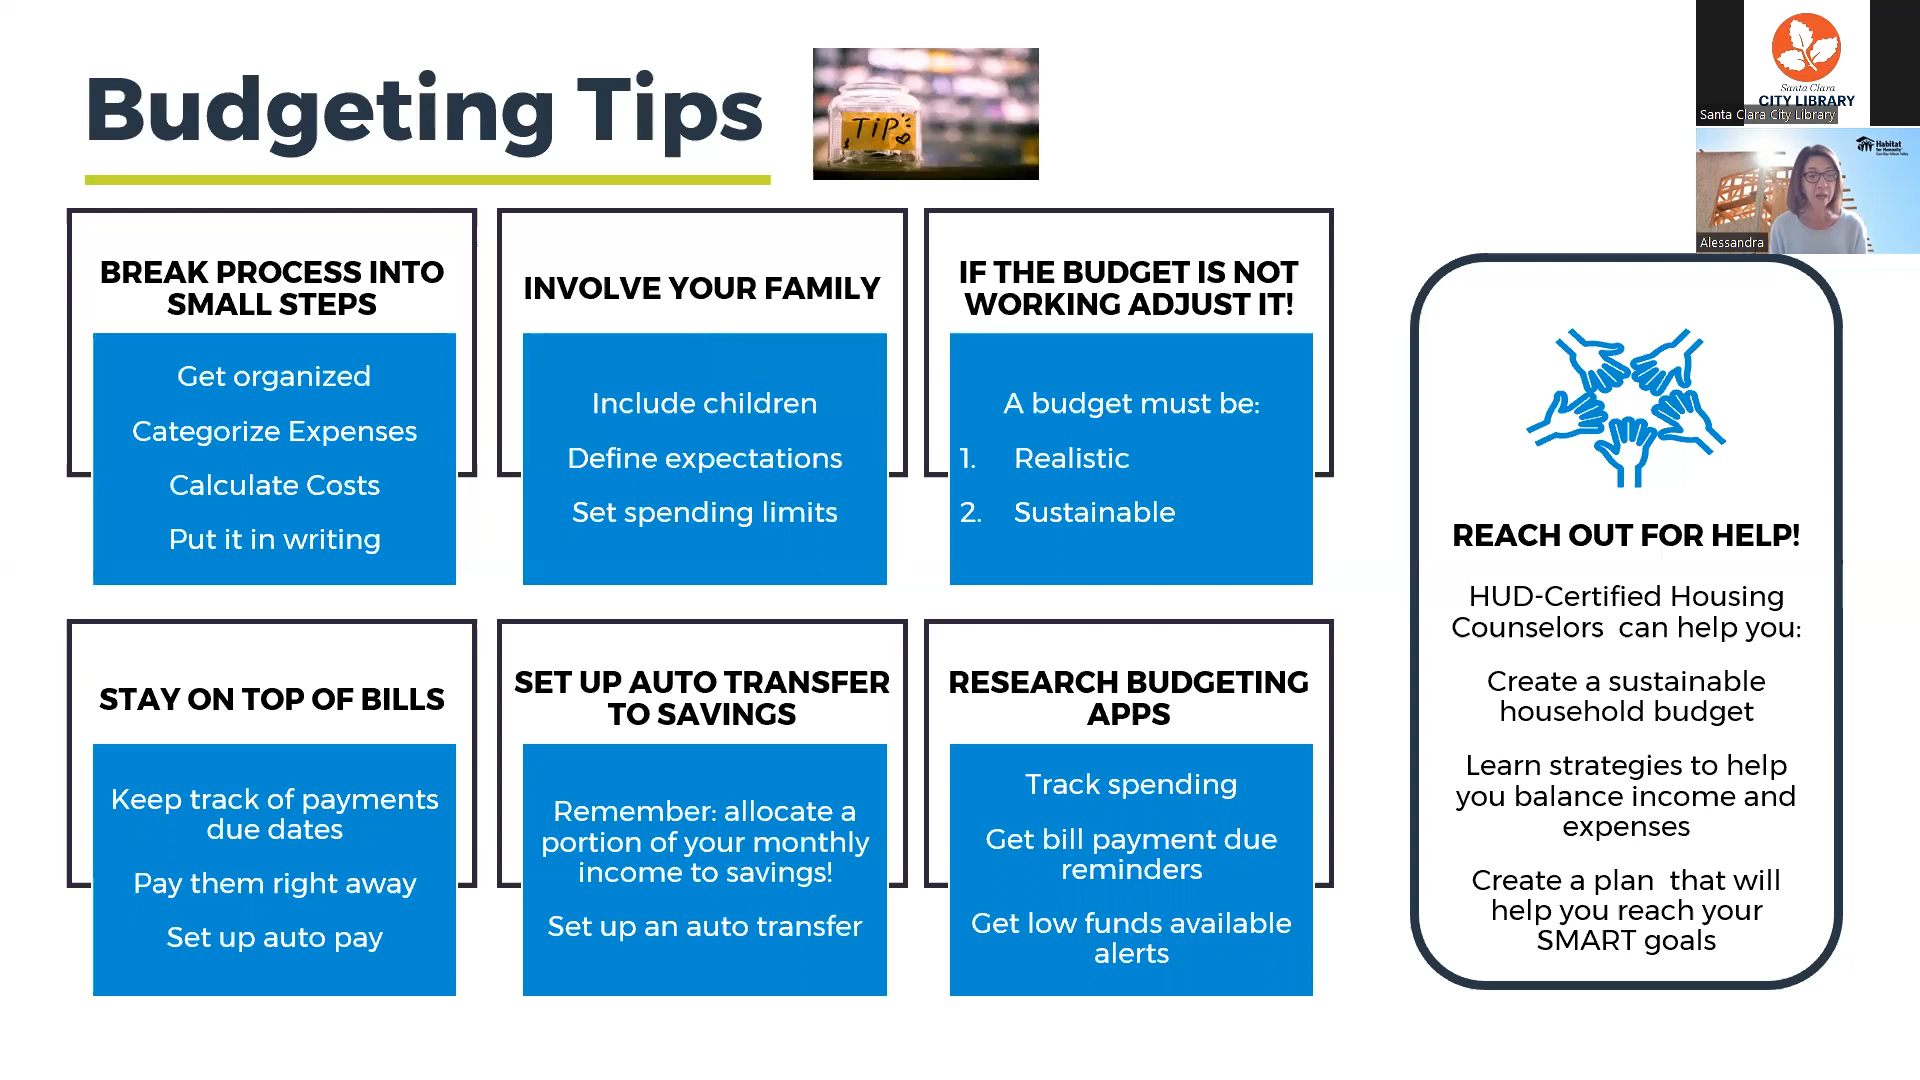 Budgeting Tips
TIP
Santa Clara
CITY LIBRARY
Santa Clara City Library
Habitat
for Humanity
Alessandra
BREAK PROCESS INTO
SMALL STEPS
Get organized
Categorize Expenses
Calculate Costs
Put it in writing
INVOLVE YOUR FAMILY
Include children
Define expectations
Set spending limits
IF THE BUDGET IS NOT
WORKING ADJUST IT!
A budget must be:
1. Realistic
2. Sustainable
STAY ON TOP OF BILLS
Keep track of payments
due dates
Pay them right away
Set up auto pay
SET UP AUTO TRANSFER
TO SAVINGS
Remember: allocate a
portion of your monthly
income to savings!
Set up an auto transfer
RESEARCH BUDGETING
APPS
Track spending
Get bill payment due
reminders
Get low funds available
alerts
REACH OUT FOR HELP!
HUD-Certified Housing
Counselors can help you:
Create a sustainable
household budget
Learn strategies to help
you balance income and
expenses
Create a plan that will
help you reach your
SMART goals